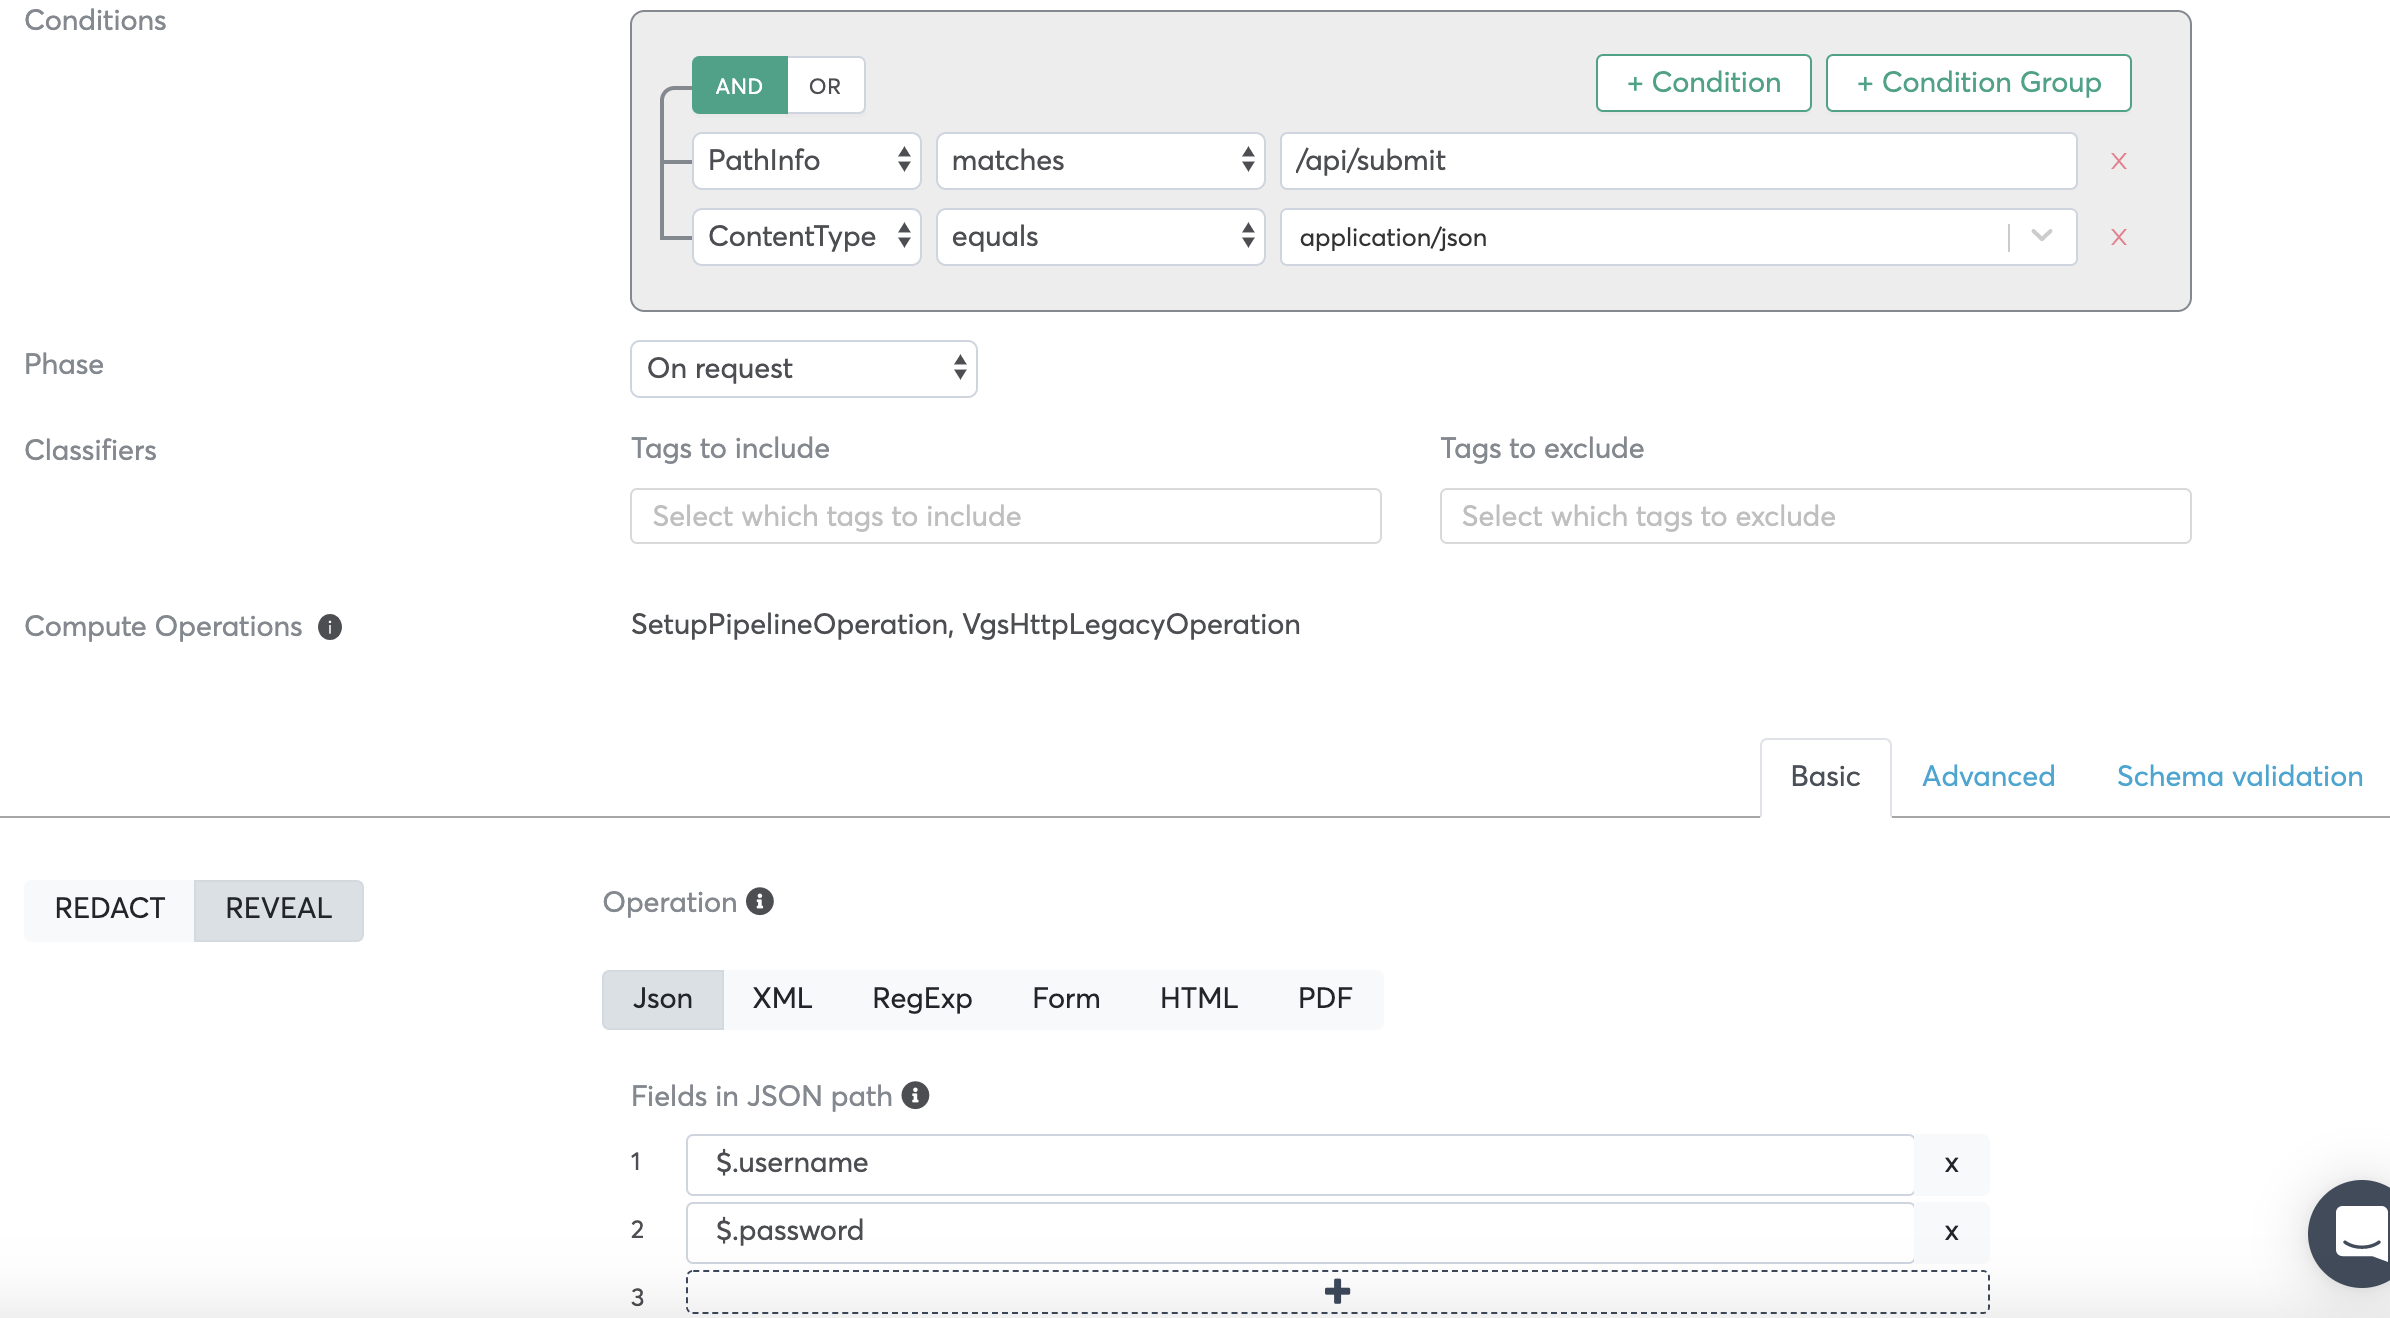 Conditions
AND OR + Condition + Condition Group
PathInfo matches /api/submit X
ContentType equals application/json X
Phase On request
Classifiers Tags to include Tags to exclude
Select which tags to include Select which tags to exclude
Compute Operations i SetupPipelineOperation, VgsHttpLegacyOperation
Basic Advanced Schema validation
REDACT REVEAL Operation i
Json XML RegExp Form HTML PDF
Fields in JSON path i
1 $.username x
2 $.password x
3 +